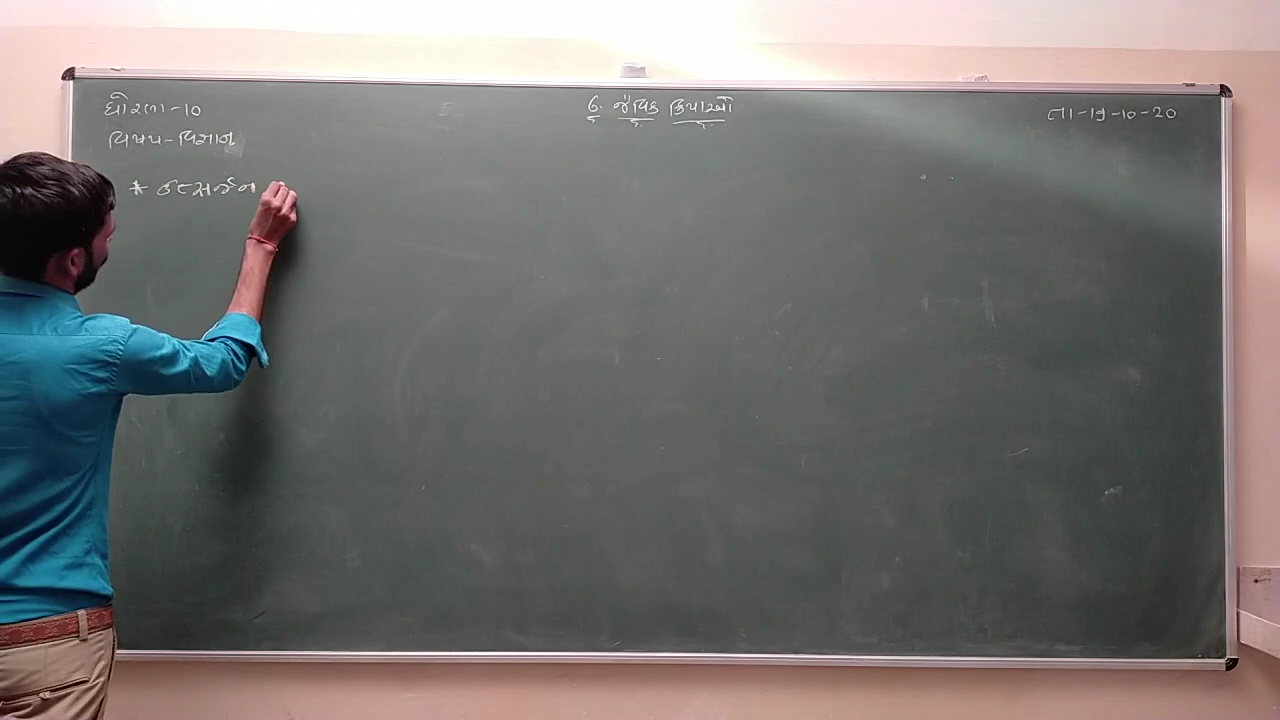 ધોરણ-10
6. જૈવિક ક્રિયાઓ
તા-19-10-20
વિષય-વિજ્ઞાન
* ઉત્સર્જન